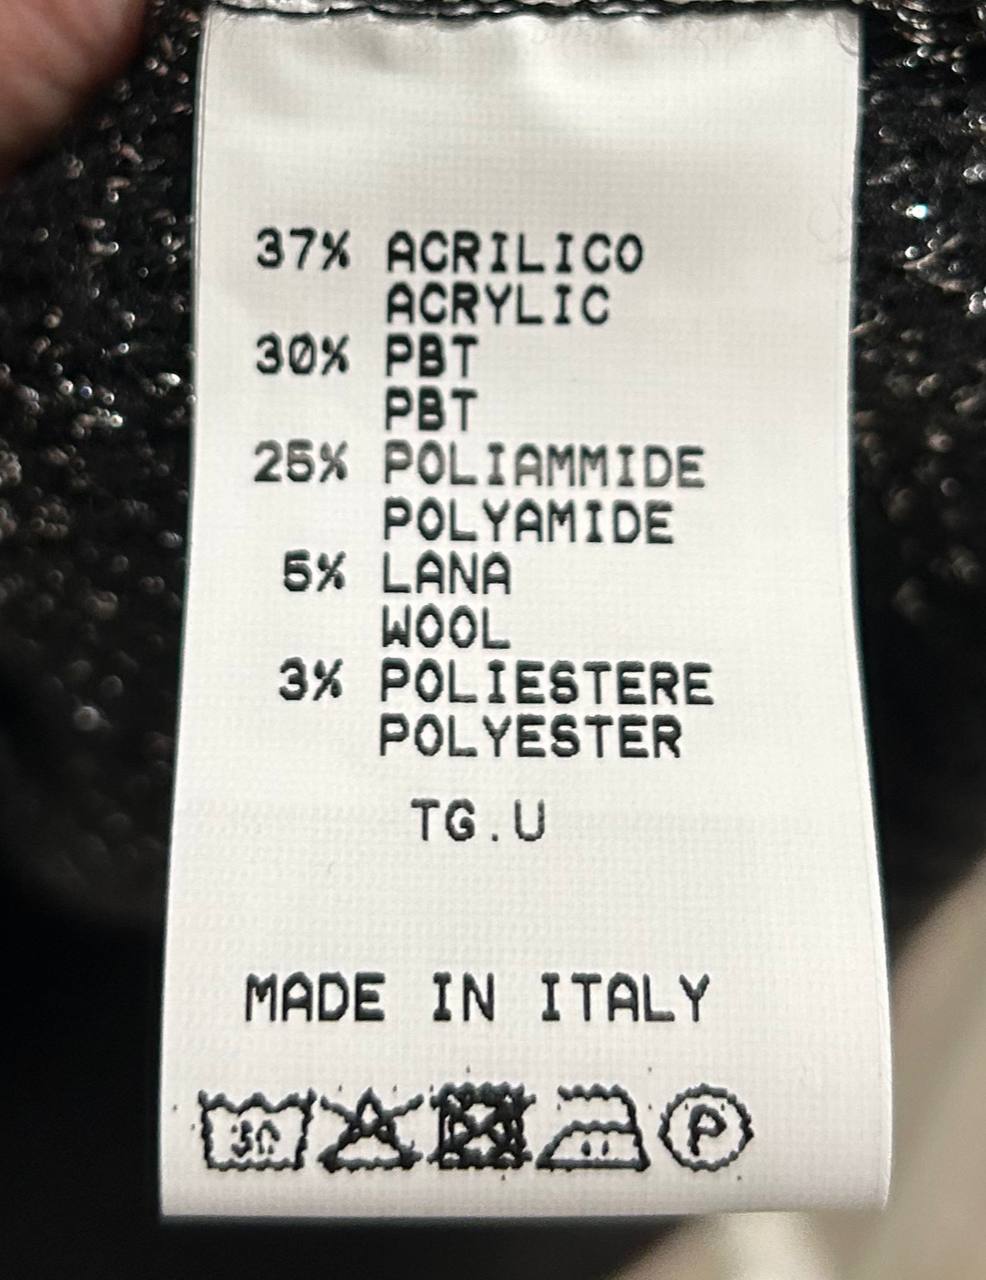 37% ACRILICO
ACRYLIC
30% PBT
PBT
25% POLIAMMIDE
POLYAMIDE
5% LANA
WOOL
3% POLIESTERE
POLYESTER
TG.U
MADE IN ITALY
30 P